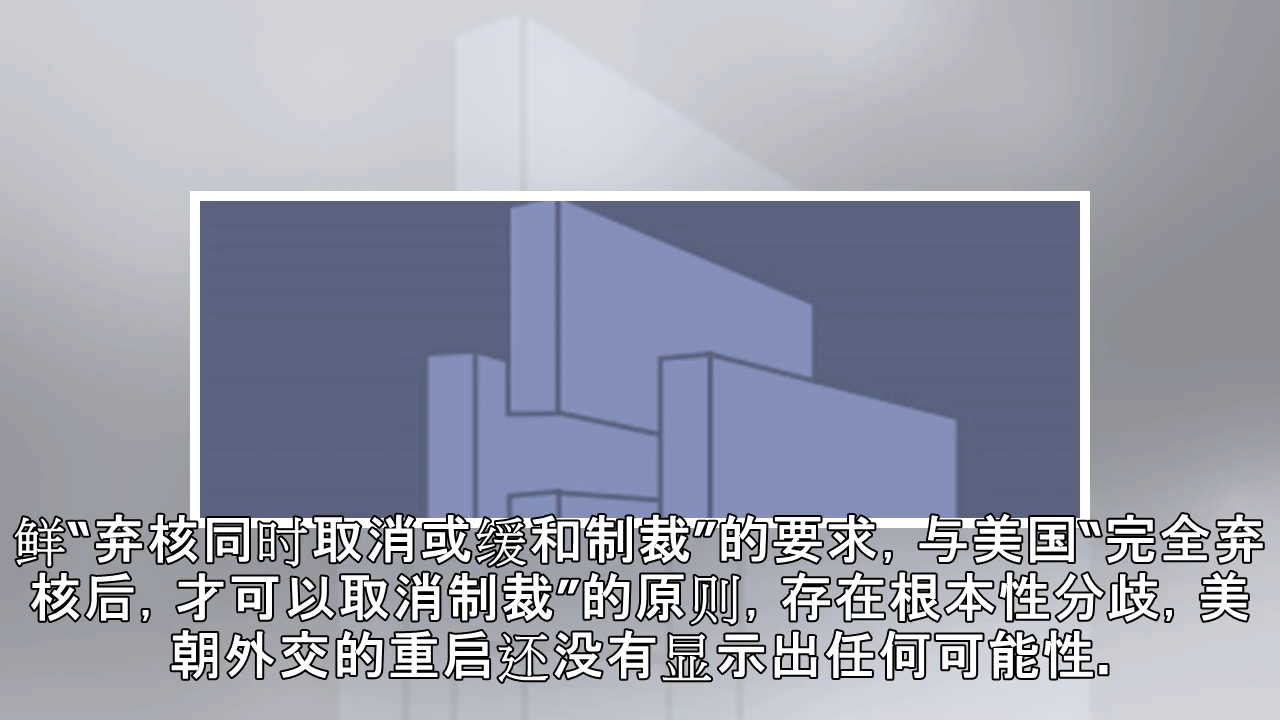 鲜“弃核同时取消或缓和制裁”的要求, 与美国“完全弃
核后, 才可以取消制裁”的原则, 存在根本性分歧, 美
朝外交的重启还没有显示出任何可能性.